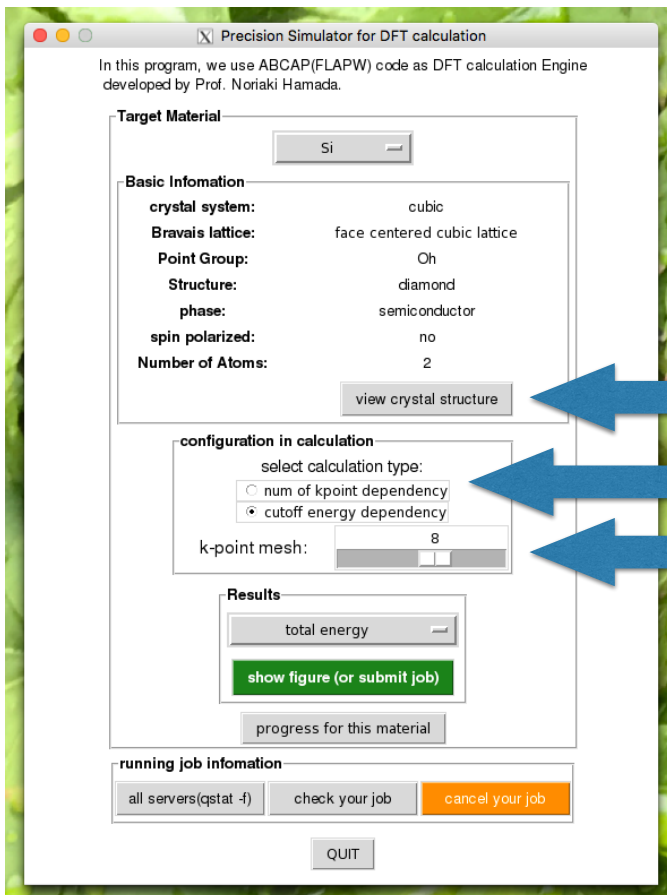 Precision Simulator for DFT calculation
In this program, we use ABCAP(FLAPW) code as DFT calculation Engine
developed by Prof. Noriaki Hamada.
Target Material
Si
Basic Infomation
crystal system: cubic
Bravais lattice: face centered cubic lattice
Point Group: Oh
Structure: diamond
phase: semiconductor
spin polarized: no
Number of Atoms: 2
view crystal structure
configuration in calculation
select calculation type:
num of kpoint dependency
cutoff energy dependency
8
k-point mesh:
Results
total energy
show figure (or submit job)
progress for this material
running job infomation
all servers(qstat -f) check your job cancel your job
QUIT